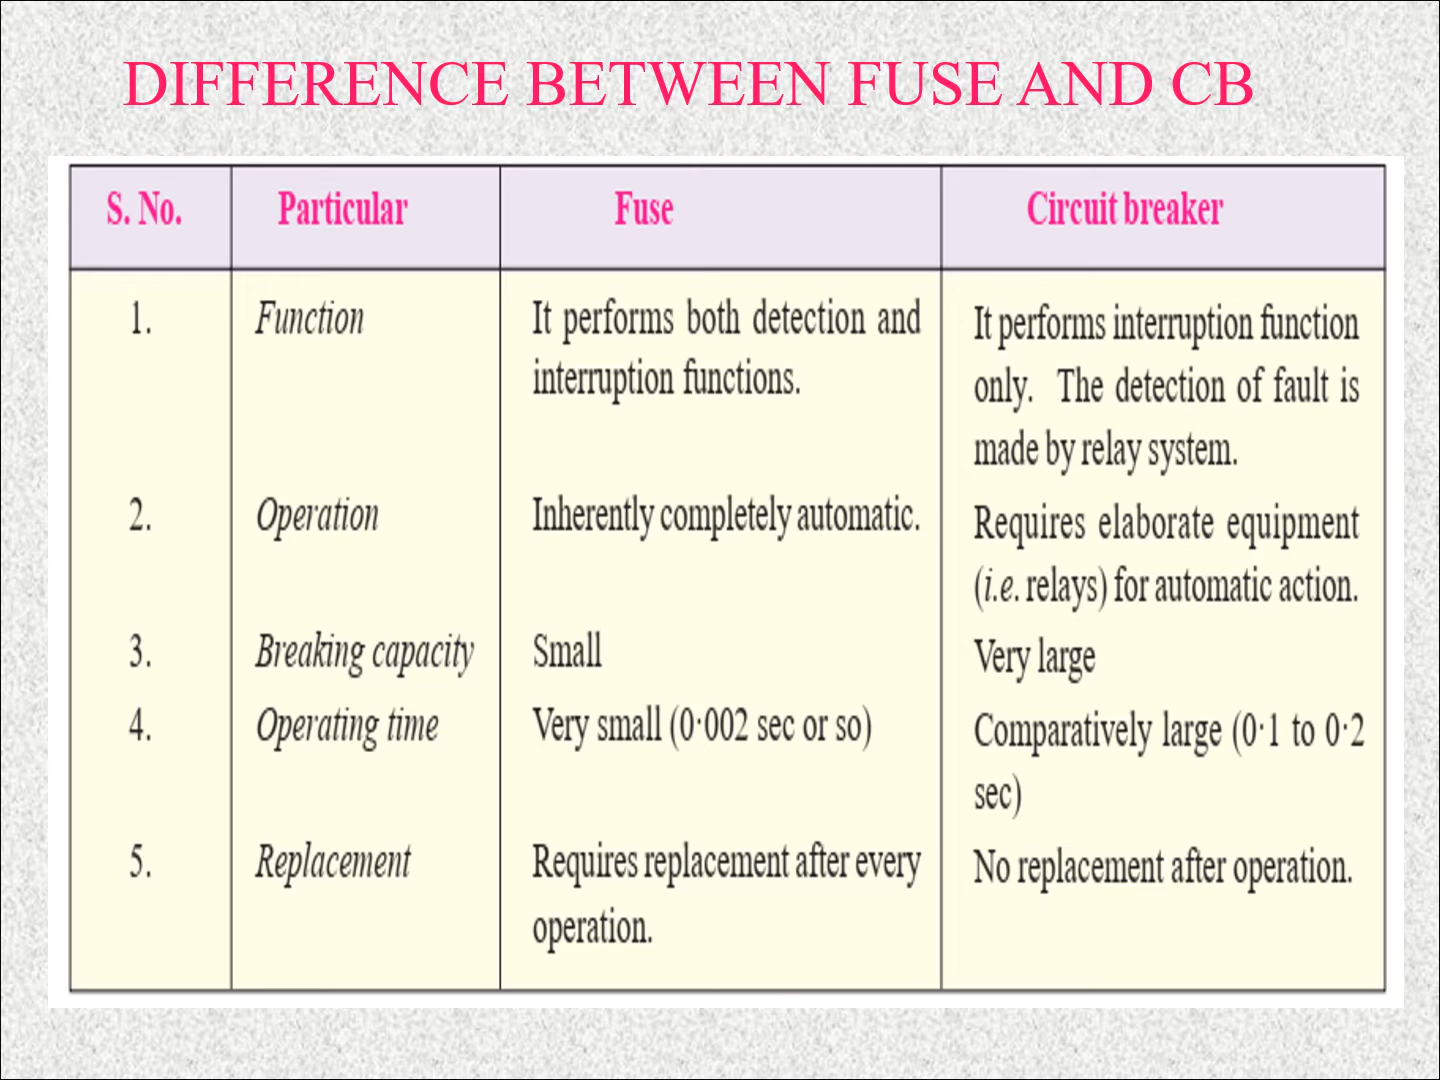 DIFFERENCE BETWEEN FUSE AND CB
S. No. Particular Fuse Circuit breaker
1. Function It performs both detection and
interruption functions.
It performs interruption function
only. The detection of fault is
made by relay system.
2. Operation Inherently completely automatic.
Requires elaborate equipment
(i.e. relays) for automatic action.
3. Breaking capacity Small Very large
4. Operating time Very small (0·002 sec or so)
Comparatively large (0·1 to 0·2
sec)
5. Replacement Requires replacement after every
operation.
No replacement after operation.